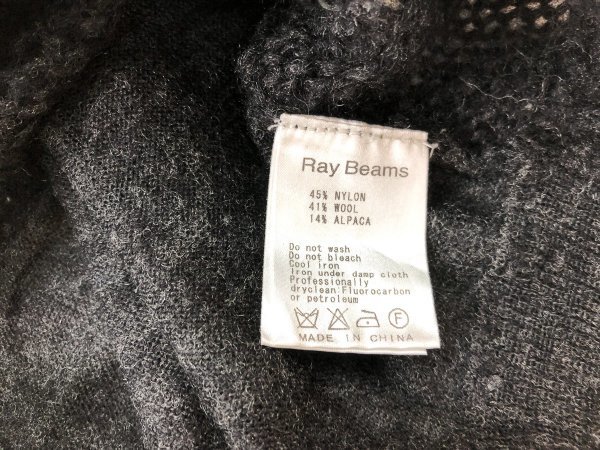 Ray Beams
45% NYLON
41% WOOL
14% ALPACA
Do not wash
Do not bleach
Cool iron
Iron under damp cloth
Professionally
dryclean:Fluorocarbon
or petroleum
F
MADE IN CHINA